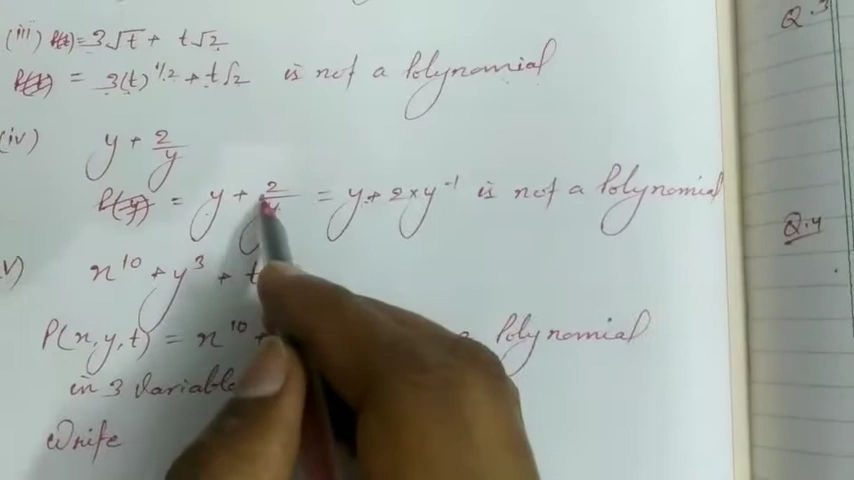 (iii) P(t) = 3√t + t√2
P(t) = 3(t)^1/2 + t√2 is not a polynomial
(iv) y + 2/y
P(y) = y + 2/y = y + 2×y^-1 is not a polynomial
v) x^10 + y^3 + t
P(x, y, t) = x^10 + polynomial
in 3 variable
Write
Q.3
Q.4